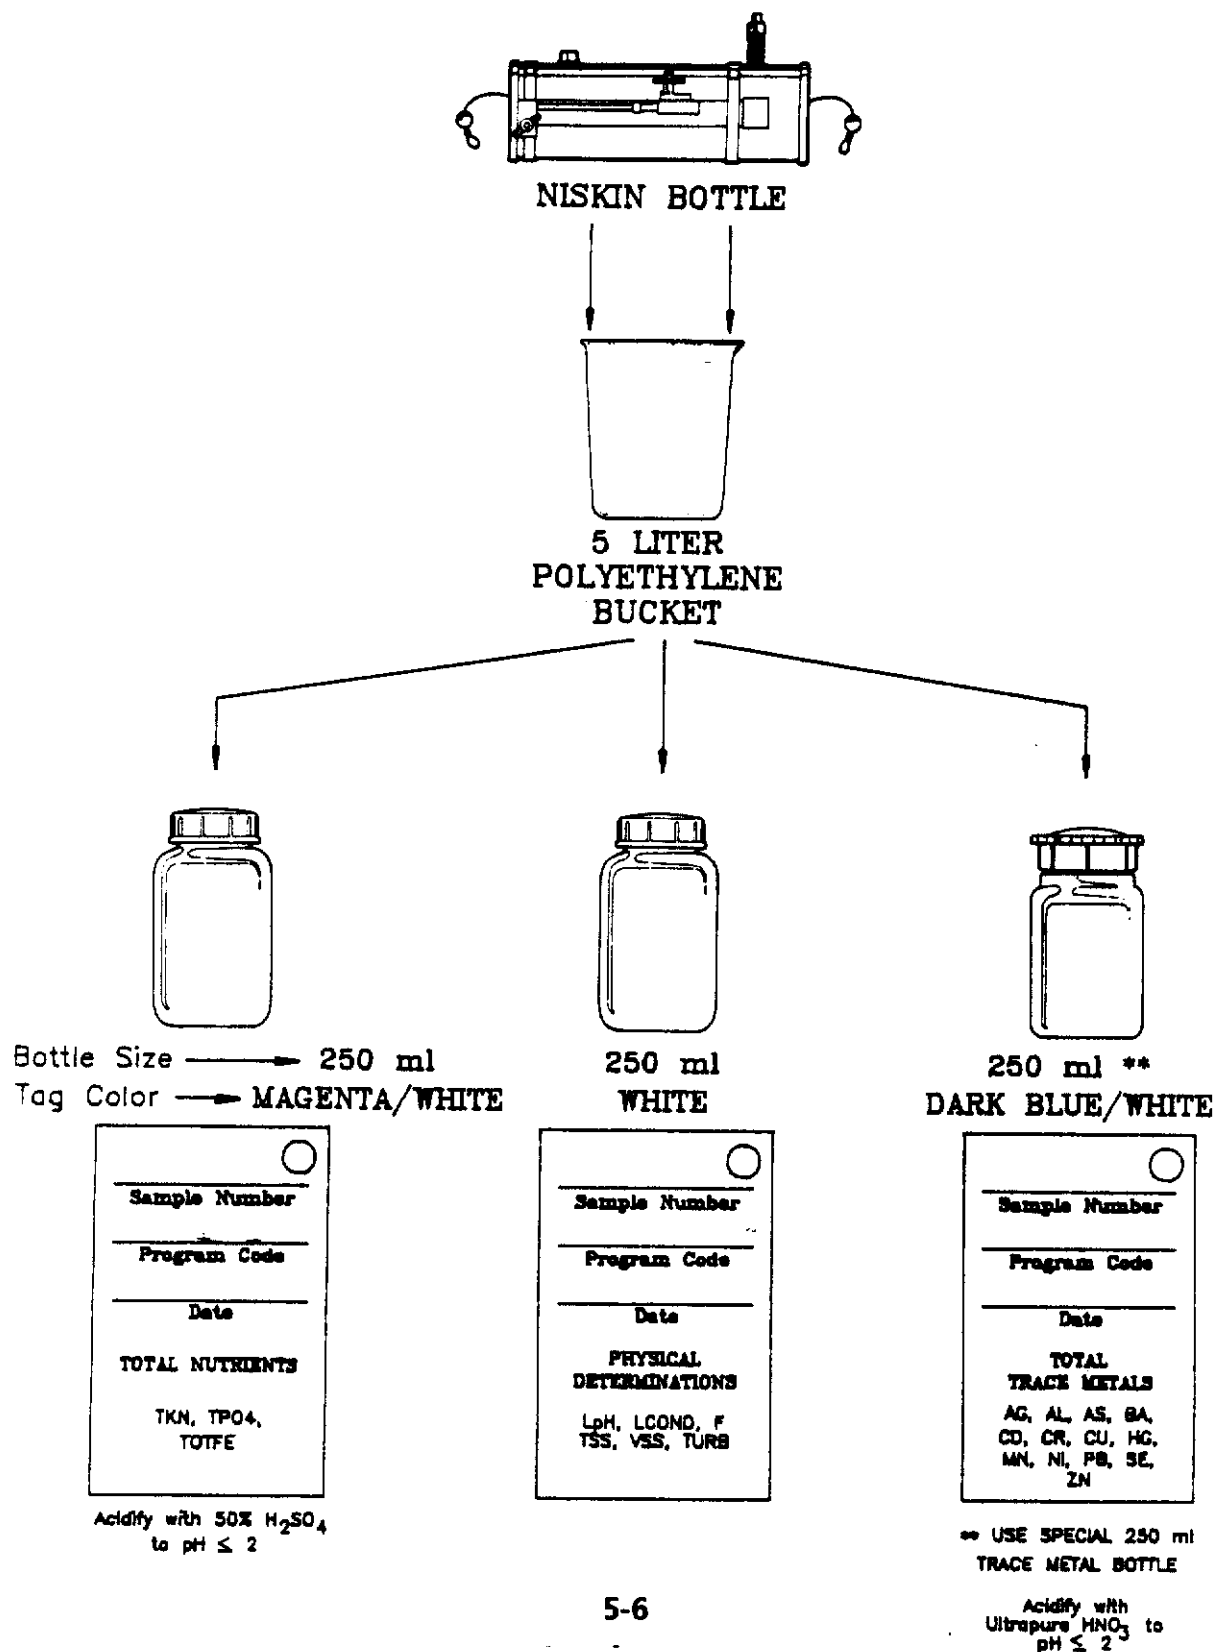 NISKIN BOTTLE
5 LITER
POLYETHYLENE
BUCKET
Bottle Size 250 ml
Tag Color MAGENTA/WHITE
250 ml
WHITE
250 ml **
DARK BLUE/WHITE
Sample Number
Program Code
Date
TOTAL NUTRIENTS
TKN, TPO4,
TOTFE
Acidify with 50% H2SO4
to pH ≤ 2
Sample Number
Program Code
Date
PHYSICAL
DETERMINATIONS
LpH, LCOND, F
TSS, VSS, TURB
Sample Number
Program Code
Date
TOTAL
TRACE METALS
AG, AL, AS, BA,
CD, CR, CU, HG,
MN, NI, PB, SE,
ZN
** USE SPECIAL 250 ml
TRACE METAL BOTTLE
Acidify with
Ultrapure HNO3 to
pH ≤ 2
5-6